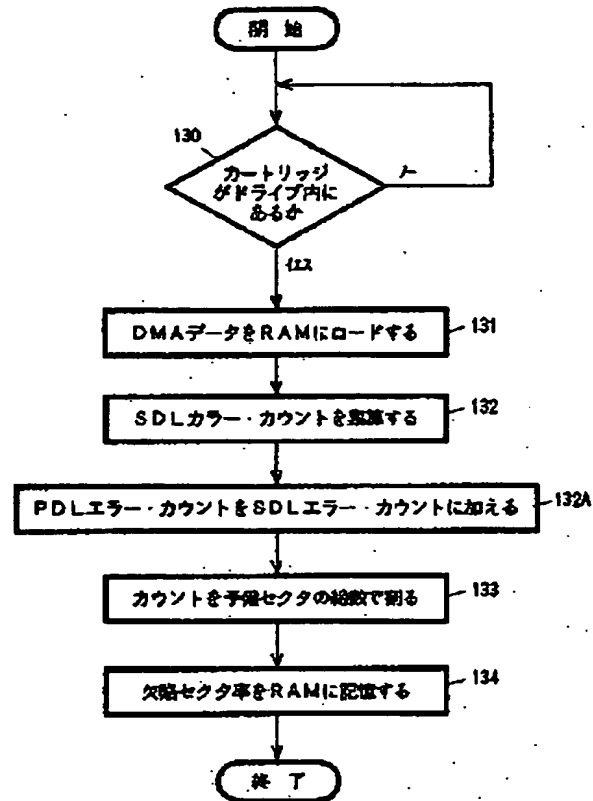 開 始
130
カートリッジ
がドライブ内に
あるか
ノー
イエス
DMAデータをRAMにロードする
131
SDLカラー・カウントを累算する
132
PDLエラー・カウントをSDLエラー・カウントに加える
132A
カウントを予備セクタの総数で割る
133
欠陥セクタ率をRAMに記憶する
134
終 了